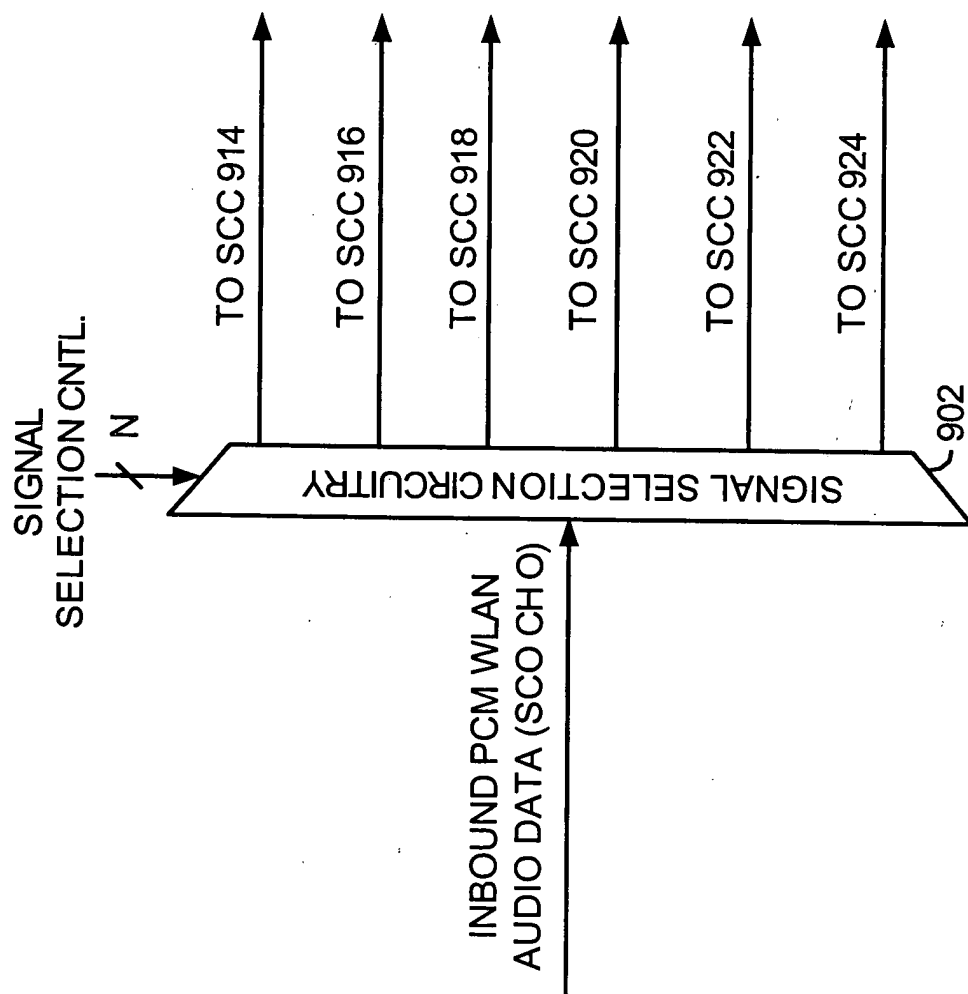 SIGNAL
SELECTION CNTL.
N
TO SCC 914
TO SCC 916
TO SCC 918
TO SCC 920
TO SCC 922
TO SCC 924
SIGNAL SELECTION CIRCUITRY
902
INBOUND PCM WLAN
AUDIO DATA (SCO CH 0)